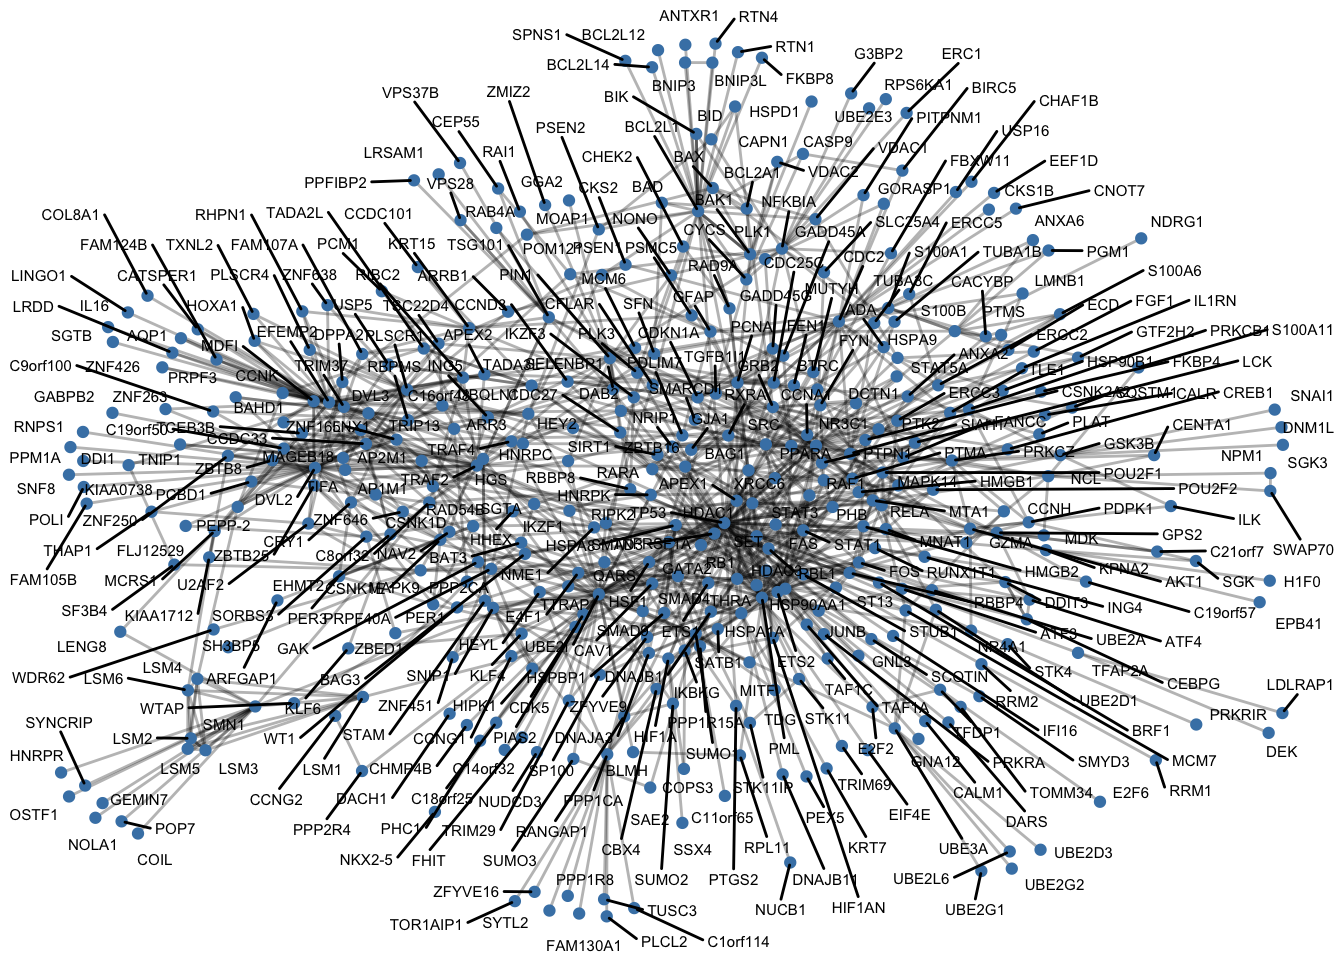 ANTXR1
RTN4
SPNS1
BCL2L12
RTN1
BCL2L14
BNIP3
BNIP3L
FKBP8
G3BP2
ERC1
RPS6KA1
BIRC5
VPS37B
ZMIZ2
BIK
BID
HSPD1
UBE2E3
PITPNM1
CHAF1B
CEP55
PSEN2
BCL2L1
CAPN1
CASP9
VDAC1
USP16
LRSAM1
RAI1
CHEK2
BAX
VDAC2
FBXW11
EEF1D
PPFIBP2
VPS28
GGA2
CKS2
BAD
BCL2A1
GORASP1
CKS1B
CNOT7
COL8A1
RHPN1
TADA2L
CCDC101
RAB4A
MOAP1
NONO
BAK1
NFKBIA
SLC25A4
ERCC5
ANXA6
NDRG1
FAM124B
TXNL2
FAM107A
PCM1
KRT15
TSG101
POM121
PSEN1
PSMC5
CYCS
PLK1
GADD45A
S100A1
TUBA1B
PGM1
LINGO1
CATSPER1
PLSCR4
ZNF638
RIBC2
ARRB1
PIN1
MCM6
RAD9A
CDC25C
CDC2
TUBA3C
CACYBP
LMNB1
S100A6
LRDD
IL16
HOXA1
USP5
TBC22D4
CCND3
CFLAR
SFN
GFAP
GADD45G
MUTYH
ADA
S100B
PTMS
ECD
FGF1
IL1RN
SGTB
AOP1
MDFI
EFEMP2
DPPA2
PLSCR1
APEX2
IKZF3
PLK3
CDKN1A
PCNA
FEN1
FYN
HSPA9
ERCC2
GTF2H2
PRKCB1
S100A11
C9orf100
ZNF426
PRPF3
CCNK
TRIM37
RBPMS
ING5
TADA3L
SELENBP1
PDLIM7
TGFB1I1
GRB2
BTRC
STAT5A
ANXA2
TLE1
HSP90B1
FKBP4
LCK
GABPB2
ZNF263
BAHD1
DVL3
C16orf48
UBQLN1
CDC27
DAB2
SMARCD1
RXRA
CCNA1
DCTN1
ERCC3
CSNK2A2
SQSTM1
CALR
CREB1
SNAI1
RNPS1
C19orf50
CCDC33
TRIP13
ARR3
HEY2
NRIP1
GJA1
SRC
NR3C1
PTK2
SIAH1
FANCC
PLAT
CENTA1
DNM1L
PPM1A
DDI1
TNIP1
ZBTB8
MAGEB18
AP2M1
TRAF4
HNRPC
SIRT1
ZBTB16
BAG1
PPARA
PTPN1
PTMA
PRKCZ
GSK3B
NPM1
SGK3
SNF8
KIAA0738
PCBD1
DVL2
TFIFA
AP1M1
TRAF2
HGS
RBBP8
RARA
APEX1
XRCC6
RAF1
MAPK14
HMGB1
NCL
POU2F1
POLI
ZNF250
PEPP-2
ZNF646
CSNK1D
SGTA
IKZF1
HNRPK
RIPK2
TP53
HDAC1
STAT3
PHB
RELA
MTA1
CCNH
PDPK1
POU2F2
ILK
THAP1
FLJ12529
ZBTB25
CRY1
C8orf32
NAV2
BAT3
HHEX
SET
FAS
STAT1
MNAT1
GZMA
MDK
GPS2
SWAP70
FAM105B
MCRS1
U2AF2
EHMT2
MAPK9
PPP2CA
NME1
QARS
GATA2
RB1
RBL1
FOS
RUNX1T1
HMGB2
KPNA2
C21orf7
SF3B4
KIAA1712
SORBS3
PER3
PRPF40A
PER1
E4F1
TTRAP
HSF1
SMAD4
THRA
HSP90AA1
ST13
RBBP4
DDIT3
ING4
AKT1
SGK
H1F0
LENG8
SH3BP5
GAK
ZBED1
HEYL
UBE2I
CAV1
ETS1
HSPA1A
JUNB
STUB1
NR4A1
ATF3
UBE2A
ATF4
C19orf57
EPB41
WDR62
LSM4
LSM6
ARFGAP1
BAG3
SNIP1
KLF4
HSPBP1
DNAJB1
SATB1
ETS2
GNL3
SCOTIN
STK4
TFAP2A
CEBPG
LDLRAP1
SYNCRIP
WTAP
SMN1
KLF6
ZNF451
HIPK1
CDK5
ZFYVE9
IKBKG
MITF
TAF1C
RRM2
UBE2D1
PRKRIR
HNRPR
LSM2
WT1
STAM
CCNG1
PIAS2
DNAJA3
HIF1A
PPP1R15A
TDG
STK11
TAF1A
TFDP1
IFI16
BRF1
DEK
LSM5
LSM3
LSM1
CHMP4B
C14orf32
SP100
BLMH
SUMO1
PML
E2F2
GNA12
PRKRA
SMYD3
MCM7
OSTF1
GEMIN7
CCNG2
DACH1
C18orf25
NUDCD3
PPP1CA
COPS3
STK11IP
TRIM69
CALM1
TOMM34
E2F6
RRM1
NOLA1
POP7
PPP2R4
PHC1
TRIM29
RANGAP1
SAE2
C11orf65
PEX5
EIF4E
DARS
COIL
NKX2-5
FHIT
SUMO3
CBX4
SSX4
RPL11
KRT7
UBE3A
UBE2D3
ZFYVE16
PPP1R8
SUMO2
PTGS2
DNAJB11
UBE2L6
UBE2G2
TOR1AIP1
SYTL2
TUSC3
NUCB1
HIF1AN
UBE2G1
FAM130A1
PLCL2
C1orf114